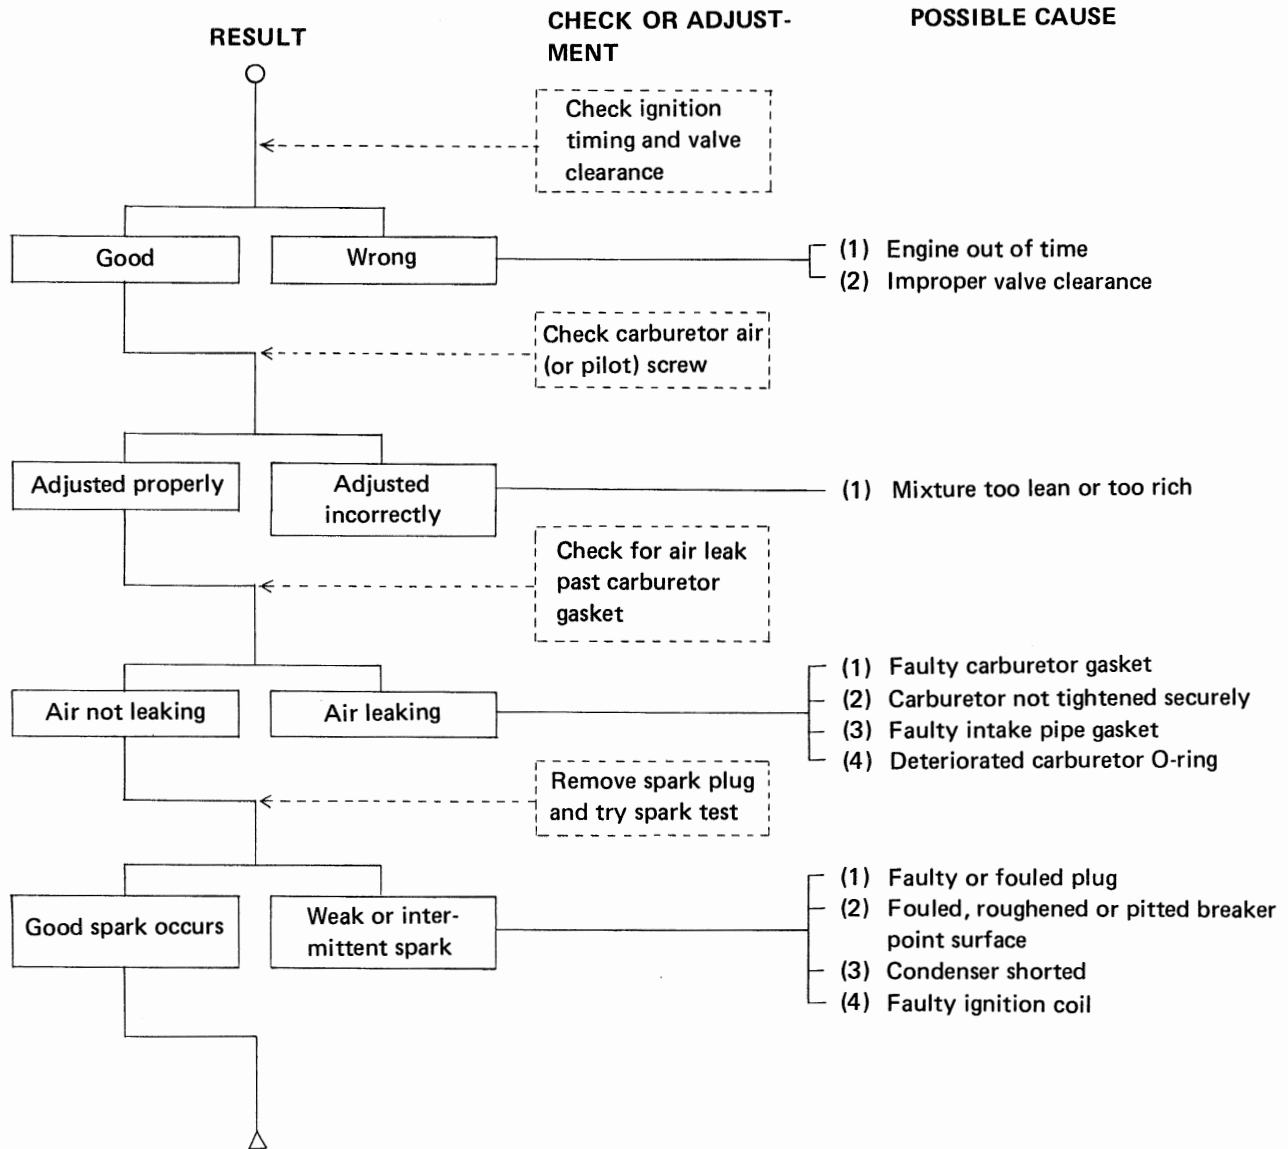 RESULT
CHECK OR ADJUST-
MENT
POSSIBLE CAUSE
Check ignition
timing and valve
clearance
Good
Wrong
(1) Engine out of time
(2) Improper valve clearance
Check carburetor air
(or pilot) screw
Adjusted properly
Adjusted
incorrectly
(1) Mixture too lean or too rich
Check for air leak
past carburetor
gasket
Air not leaking
Air leaking
(1) Faulty carburetor gasket
(2) Carburetor not tightened securely
(3) Faulty intake pipe gasket
(4) Deteriorated carburetor O-ring
Remove spark plug
and try spark test
Good spark occurs
Weak or inter-
mittent spark
(1) Faulty or fouled plug
(2) Fouled, roughened or pitted breaker
point surface
(3) Condenser shorted
(4) Faulty ignition coil